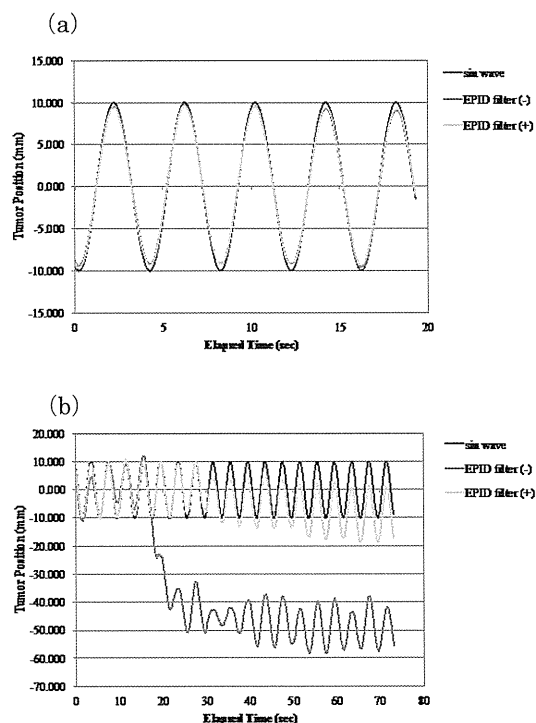 (a)
15.000
10.000
5.000
0.000
-5.000
-10.000
-15.000
Tumor Position (mm)
0 5 10 15 20
Elapsed Time (sec)
sin wave
EPID filter (-)
EPID filter (+)
(b)
20.000
10.000
0.000
-10.000
-20.000
-30.000
-40.000
-50.000
-60.000
-70.000
Tumor Position (mm)
0 10 20 30 40 50 60 70 80
Elapsed Time (sec)
sin wave
EPID filter (-)
EPID filter (+)